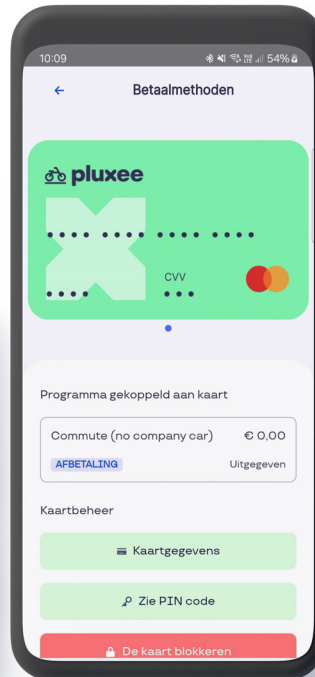 10:09
54%
Betaalmethoden
pluxee
CVV
Programma gekoppeld aan kaart
Commute (no company car) € 0,00
AFBETALING Uitgegeven
Kaartbeheer
Kaartgegevens
Zie PIN code
De kaart blokkeren